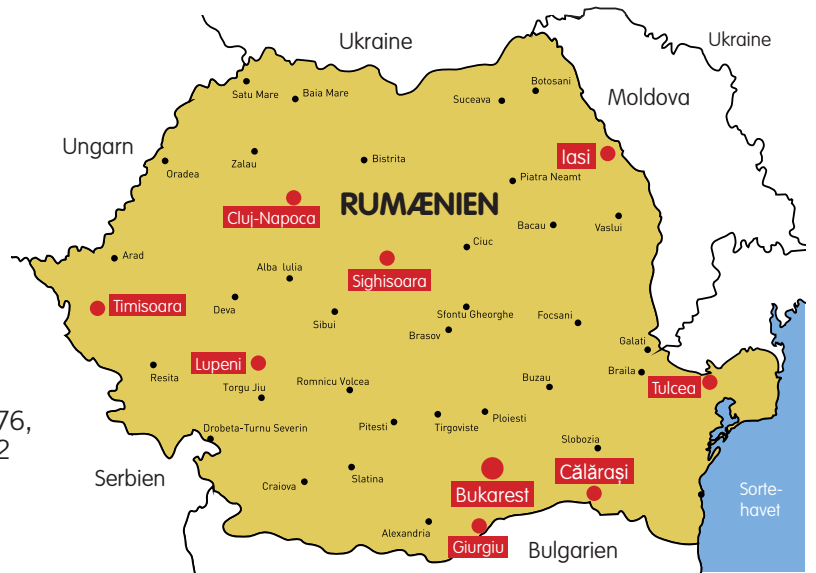 Ukraine
Ukraine
Botosani
Satu Mare
Baia Mare
Suceava
Moldova
Ungarn
Iasi
Zalau
Bistrita
Oradea
Piatra Neamt
RUMÆNIEN
Cluj-Napoca
Bacau
Vaslui
Ciuc
Arad
Alba Iulia
Sighisoara
Timisoara
Deva
Sibui
Sfontu Gheorghe
Focsani
Brasov
Galati
Lupeni
Resita
Braila
Torgu Jiu
Romnicu Volcea
Buzau
Tulcea
76,
2
Drobeta-Turnu Severin
Pitesti
Tirgoviste
Ploiesti
Slobozia
Serbien
Craiova
Slatina
Bukarest
Călărași
Sorte-
havet
Alexandria
Giurgiu
Bulgarien